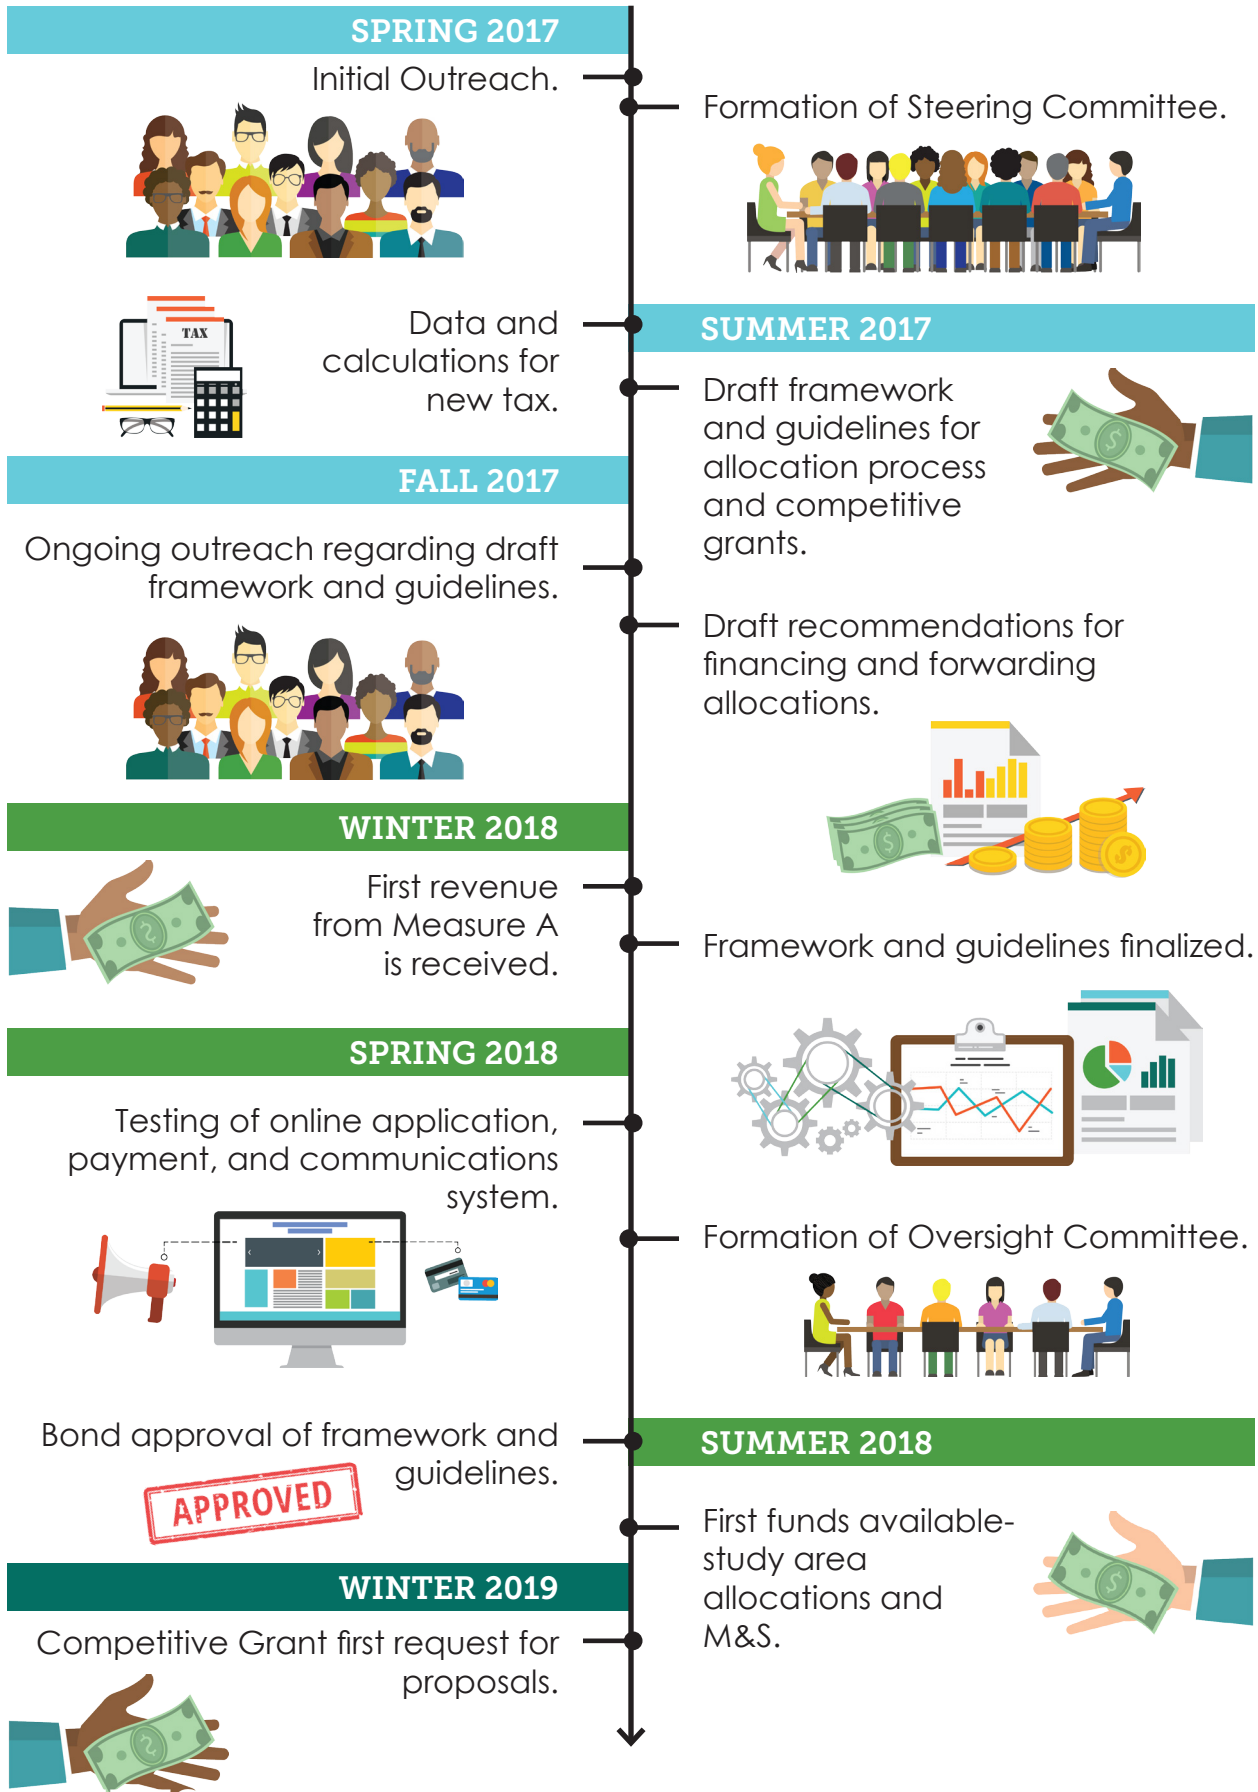 SPRING 2017
Initial Outreach.
Formation of Steering Committee.
TAX
Data and
calculations for
new tax.
SUMMER 2017
Draft framework
and guidelines for
allocation process
and competitive
grants.
FALL 2017
Ongoing outreach regarding draft
framework and guidelines.
Draft recommendations for
financing and forwarding
allocations.
WINTER 2018
First revenue
from Measure A
is received.
Framework and guidelines finalized.
SPRING 2018
Testing of online application,
payment, and communications
system.
Formation of Oversight Committee.
Bond approval of framework and
guidelines.
APPROVED
SUMMER 2018
First funds available-
study area
allocations and
M&S.
WINTER 2019
Competitive Grant first request for
proposals.